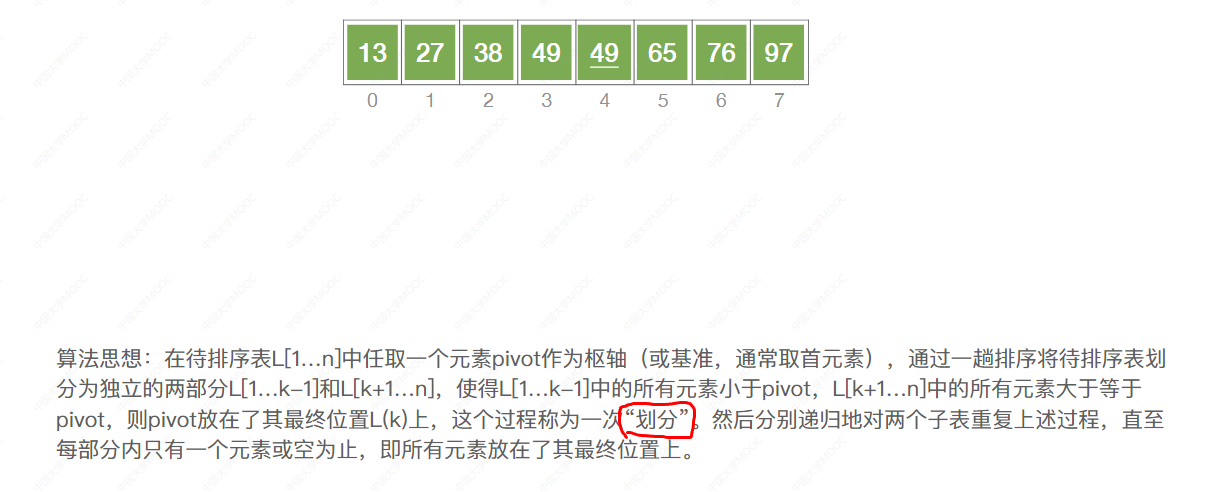 13 27 38 49 49 65 76 97
0 1 2 3 4 5 6 7
算法思想：在待排序表L[1…n]中任取一个元素pivot作为枢轴（或基准，通常取首元素），通过一趟排序将待排序表划
分为独立的两部分L[1…k−1]和L[k+1…n]，使得L[1…k−1]中的所有元素小于pivot，L[k+1…n]中的所有元素大于等于
pivot，则pivot放在了其最终位置L(k)上，这个过程称为一次“划分”。然后分别递归地对两个子表重复上述过程，直至
每部分内只有一个元素或空为止，即所有元素放在了其最终位置上。
中国大学MOOC